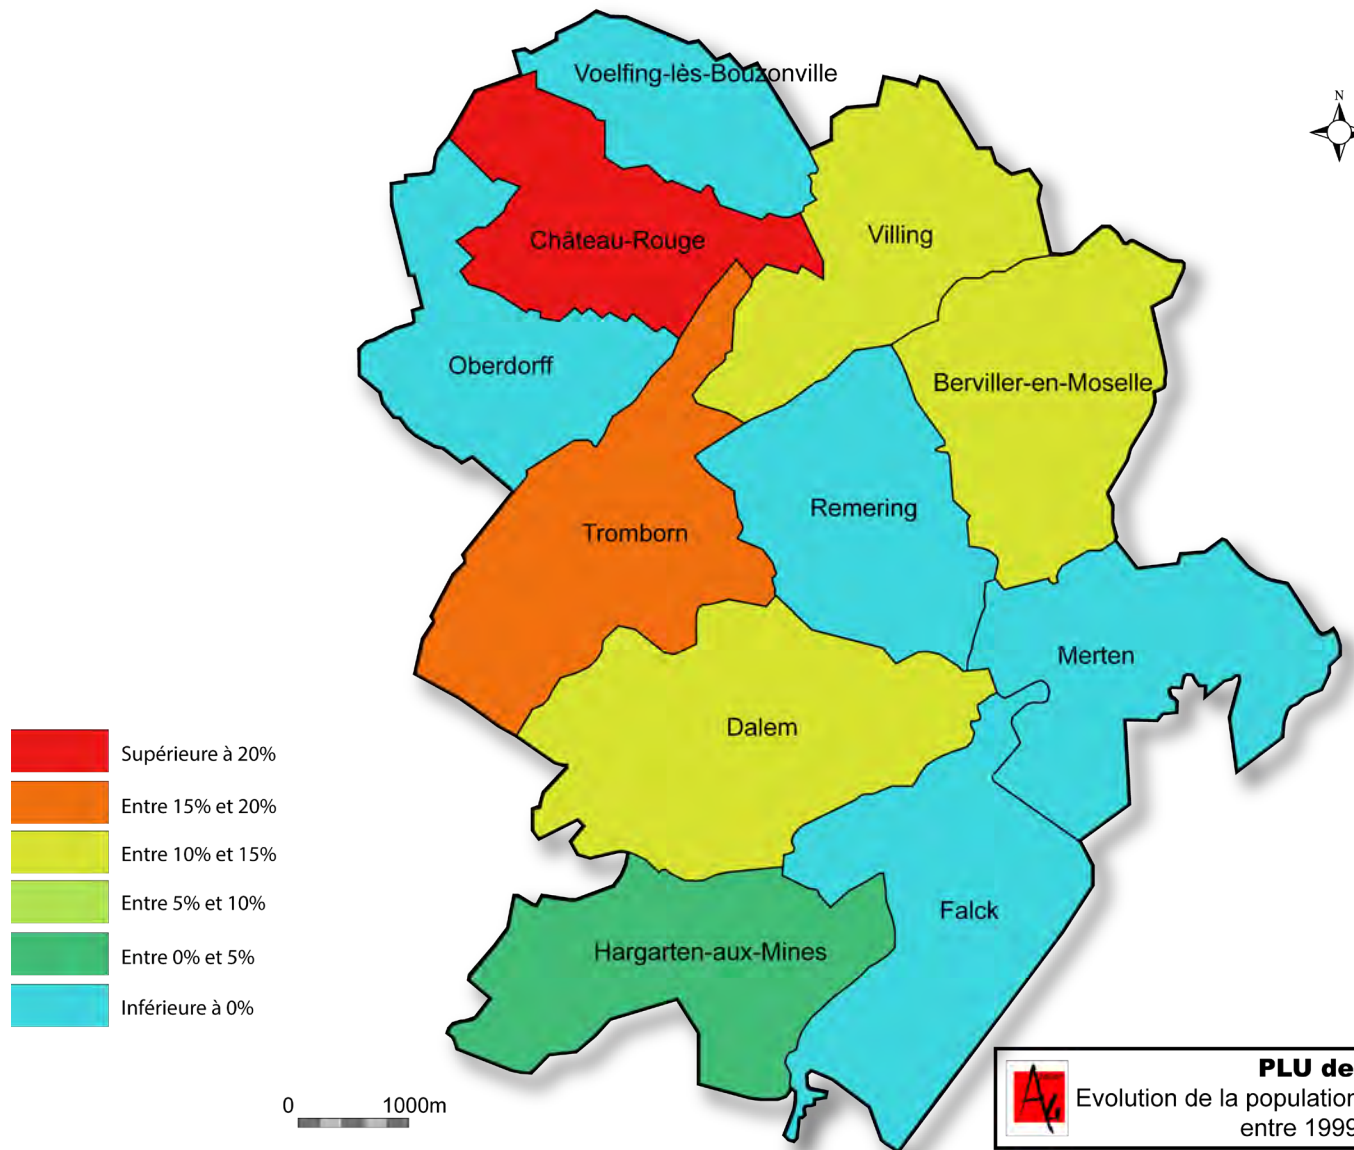 Voelfing-lès-Bouzonville
N
Villing
Château-Rouge
Oberdorff
Berviller-en-Moselle
Remering
Tromborn
Merten
Dalem
Supérieure à 20%
Entre 15% et 20%
Entre 10% et 15%
Entre 5% et 10%
Entre 0% et 5%
Inférieure à 0%
Falck
Hargarten-aux-Mines
0 1000m
PLU de
Evolution de la population
entre 1999